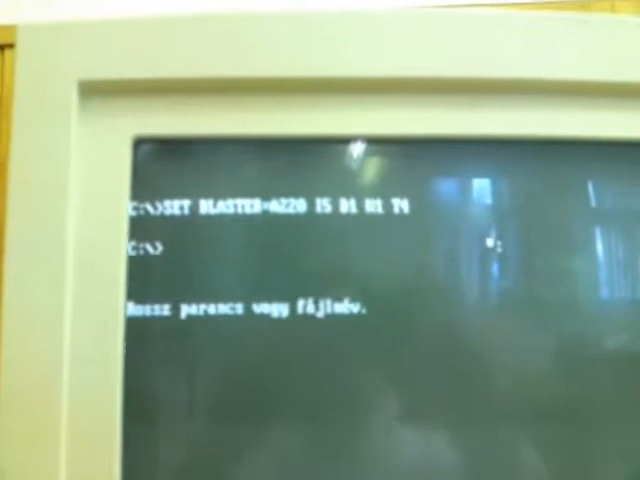 C:\>SET BLASTER=A220 I5 D1 H1 T4
C:\>
Rossz parancs vagy fájlnév.